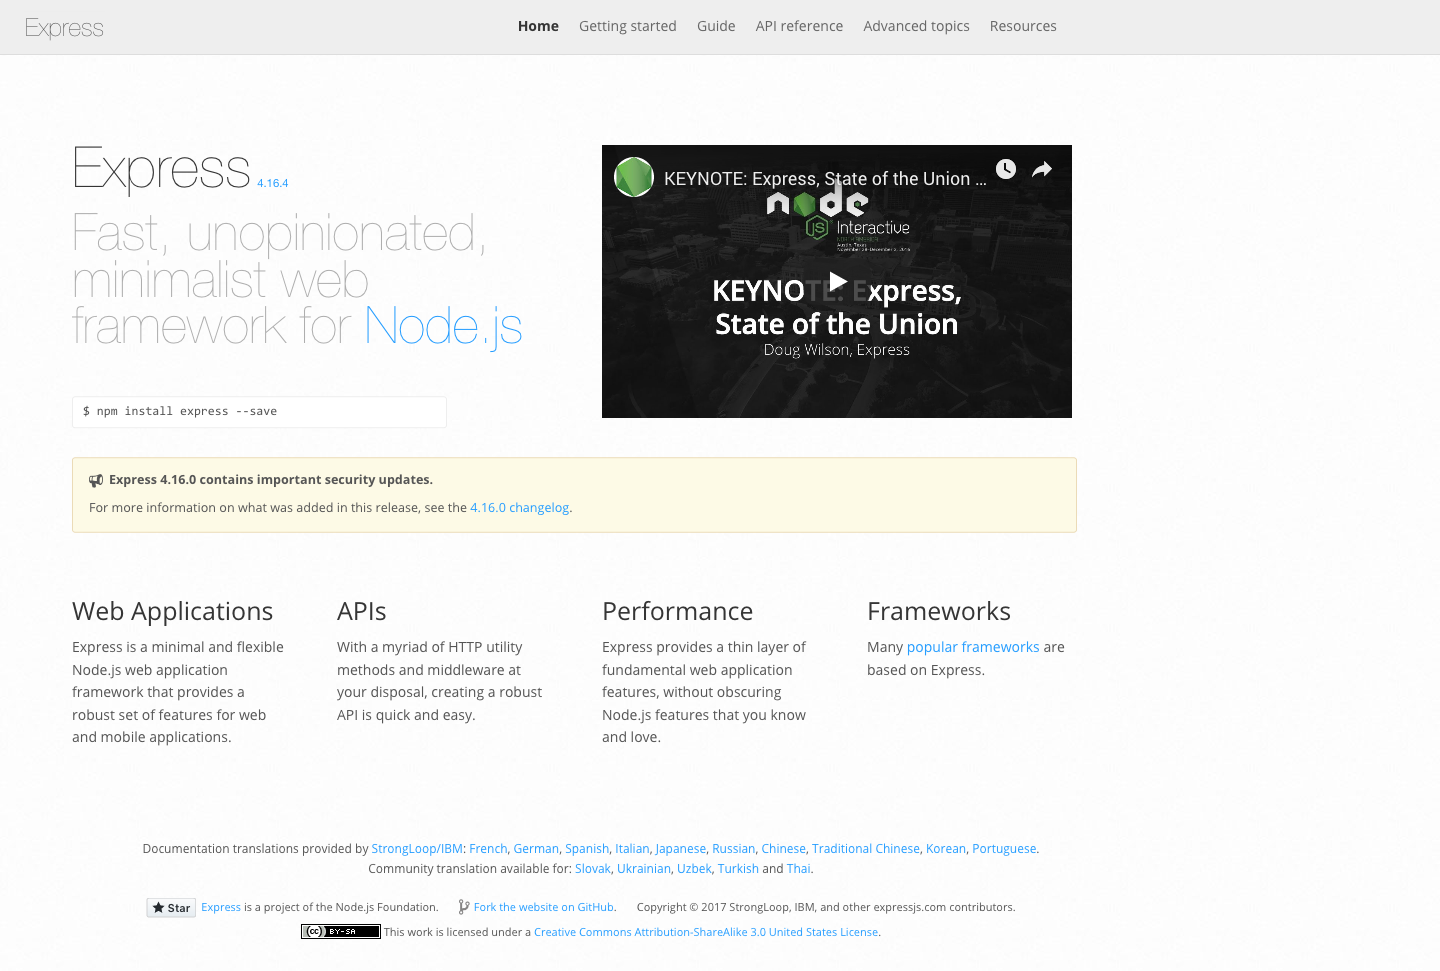 Express
Home Getting started Guide API reference Advanced topics Resources
Express 4.16.4
Fast, unopinionated,
minimalist web
framework for Node.js
$ npm install express --save
KEYNOTE: Express, State of the Union ...
node
JS Interactive
Austin, Texas
KEYNOTE: Express,
State of the Union
Doug Wilson, Express
Express 4.16.0 contains important security updates.
For more information on what was added in this release, see the 4.16.0 changelog.
Web Applications
Express is a minimal and flexible
Node.js web application
framework that provides a
robust set of features for web
and mobile applications.
APIs
With a myriad of HTTP utility
methods and middleware at
your disposal, creating a robust
API is quick and easy.
Performance
Express provides a thin layer of
fundamental web application
features, without obscuring
Node.js features that you know
and love.
Frameworks
Many popular frameworks are
based on Express.
Documentation translations provided by StrongLoop/IBM: French, German, Spanish, Italian, Japanese, Russian, Chinese, Traditional Chinese, Korean, Portuguese.
Community translation available for: Slovak, Ukrainian, Uzbek, Turkish and Thai.
Star Express is a project of the Node.js Foundation. Fork the website on GitHub. Copyright © 2017 StrongLoop, IBM, and other expressjs.com contributors.
(cc) BY-SA This work is licensed under a Creative Commons Attribution-ShareAlike 3.0 United States License.